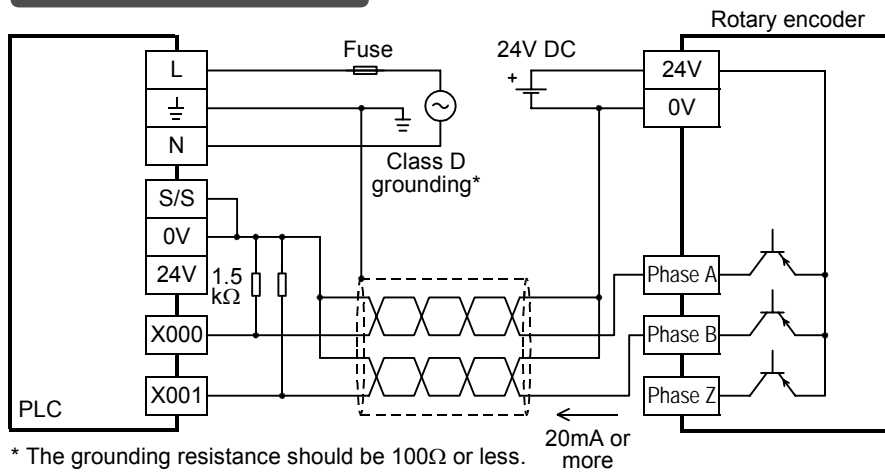 Rotary encoder
Fuse
24V DC
L
24V
+
0V
N
Class D
grounding*
S/S
0V
24V
1.5
kΩ
Phase A
X000
Phase B
X001
Phase Z
PLC
20mA or
more
* The grounding resistance should be 100Ω or less.